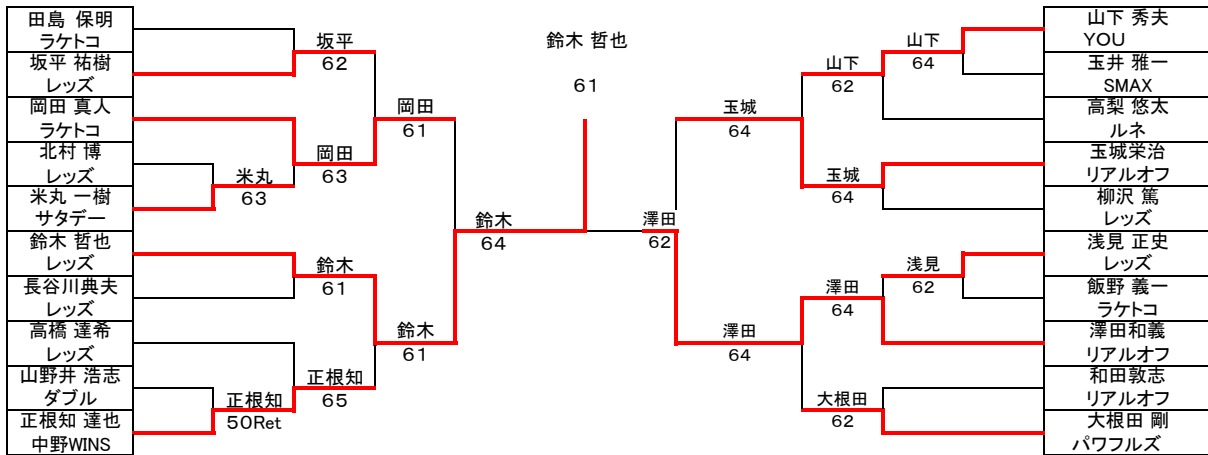 田島 保明
ラケトコ
坂平 祐樹
レッズ
岡田 真人
ラケトコ
北村 博
レッズ
米丸 一樹
サタデー
鈴木 哲也
レッズ
長谷川典夫
レッズ
高橋 達希
レッズ
山野井 浩志
ダブル
正根知 達也
中野WINS
米丸
63
正根知
50Ret
坂平
62
岡田
63
鈴木
61
正根知
65
岡田
61
鈴木
61
鈴木
64
鈴木 哲也
61
澤田
62
玉城
64
澤田
64
山下
62
玉城
64
澤田
64
大根田
62
山下
64
浅見
62
山下 秀夫
YOU
玉井 雅一
SMAX
高梨 悠太
ルネ
玉城栄治
リアルオフ
柳沢 篤
レッズ
浅見 正史
レッズ
飯野 義一
ラケトコ
澤田和義
リアルオフ
和田敦志
リアルオフ
大根田 剛
パワフルズ